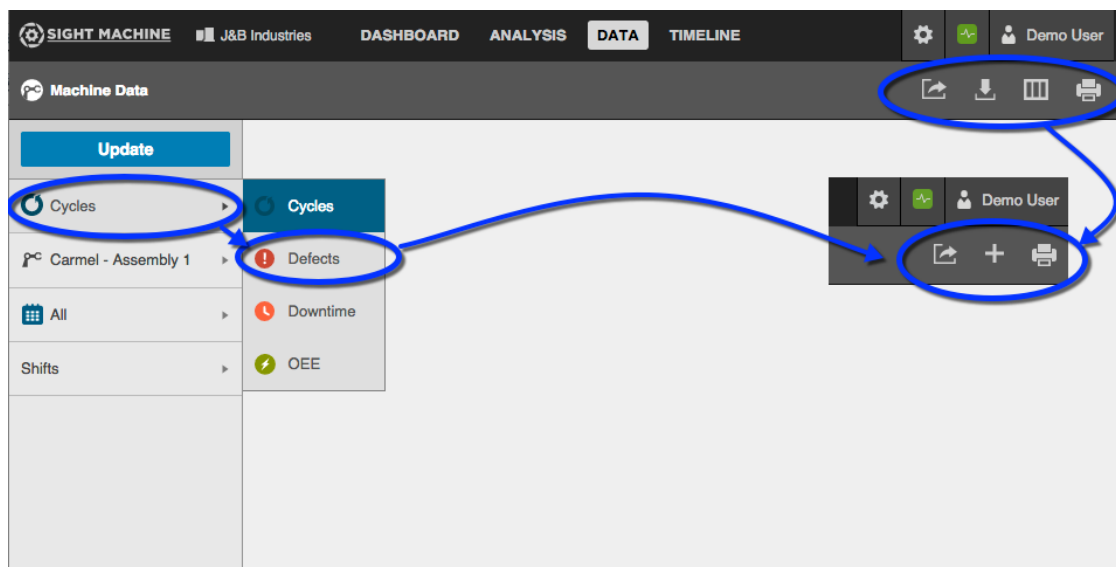 SIGHT MACHINE J&B Industries DASHBOARD ANALYSIS DATA TIMELINE Demo User
Machine Data
Update
Cycles
Carmel - Assembly 1
All
Shifts
Cycles
Defects
Downtime
OEE
Demo User